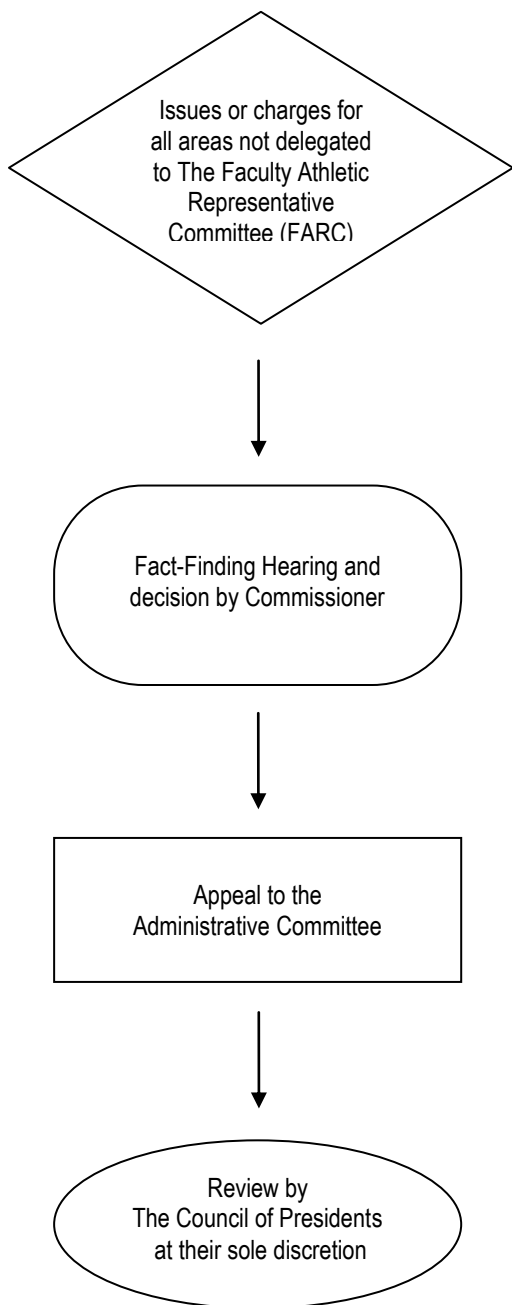 Issues or charges for
all areas not delegated
to The Faculty Athletic
Representative
Committee (FARC)
Fact-Finding Hearing and
decision by Commissioner
Appeal to the
Administrative Committee
Review by
The Council of Presidents
at their sole discretion